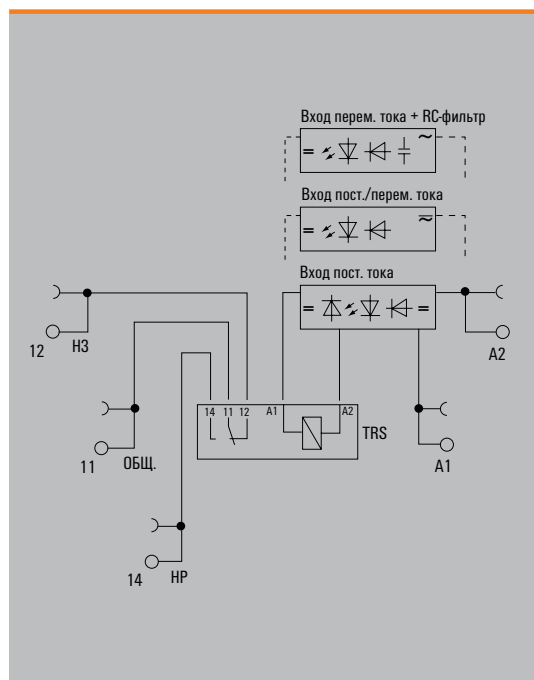 Вход перем. тока + RC-фильтр
= ~
Вход пост./перем. тока
= ~
Вход пост. тока
= =
12 НЗ
A2
14 11 12 A1 A2
TRS
11 ОБЩ.
A1
14 НР